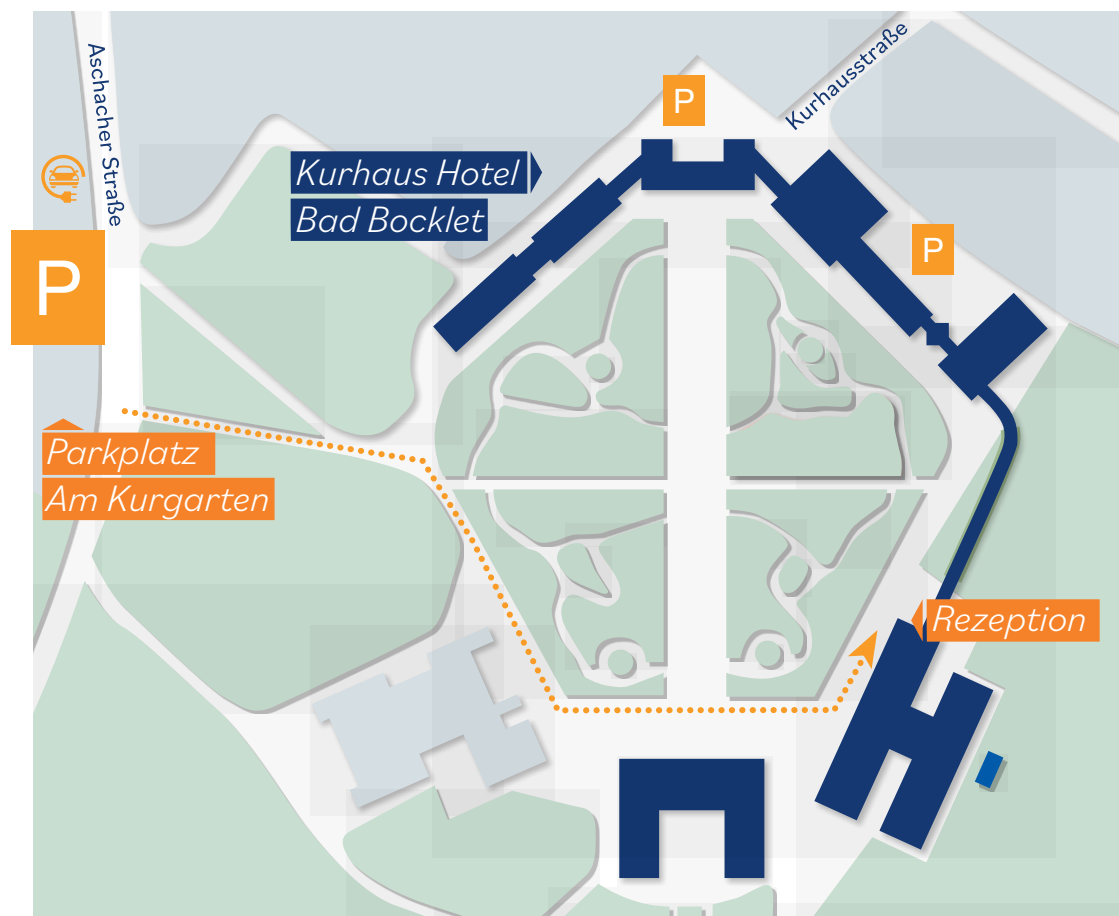 Aschacher Straße
Kurhausstraße
P
Kurhaus Hotel
Bad Bocklet
P
P
Parkplatz
Am Kurgarten
Rezeption